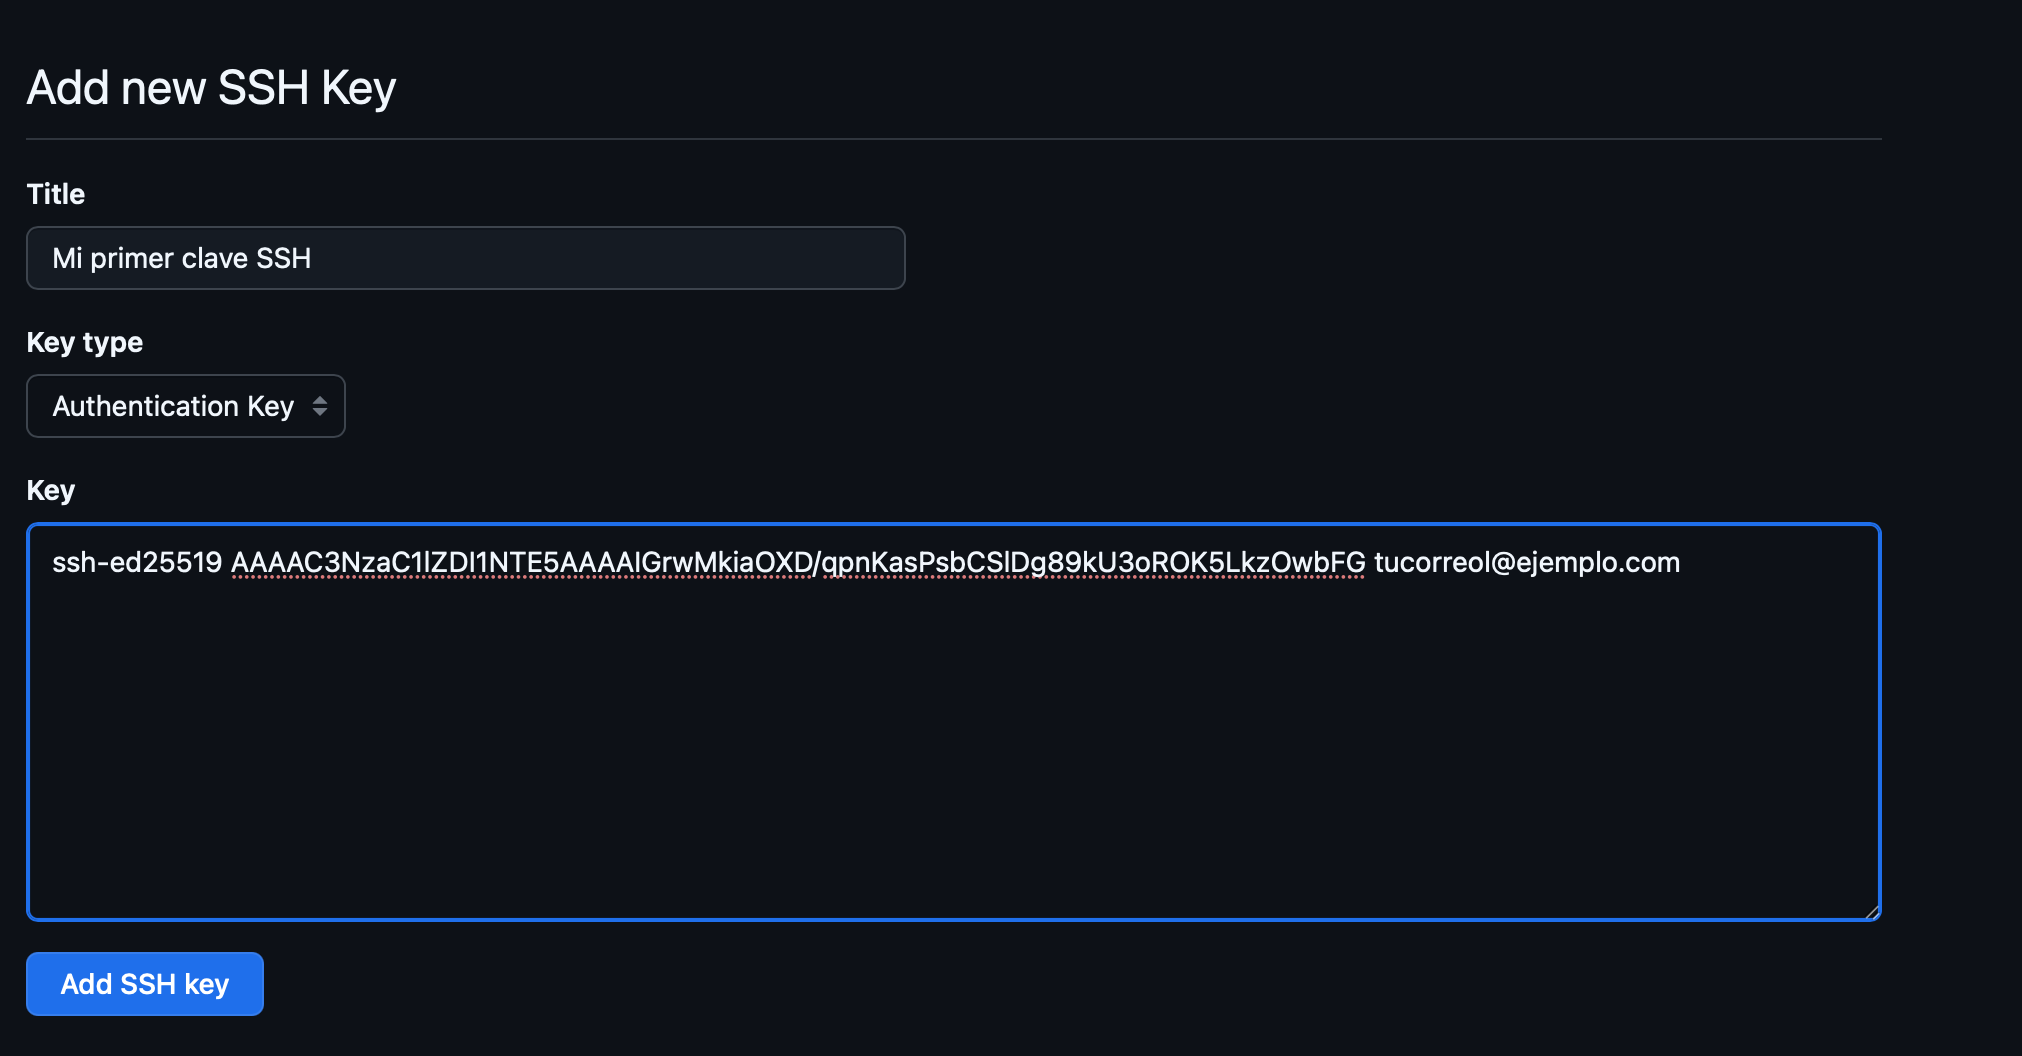 Add new SSH Key
Title
Mi primer clave SSH
Key type
Authentication Key
Key
ssh-ed25519 AAAAC3NzaC1lZDI1NTE5AAAAIGrwMkiaOXD/qpnKasPsbCSlDg89kU3oROK5LkzOwbFG tucorreol@ejemplo.com
Add SSH key